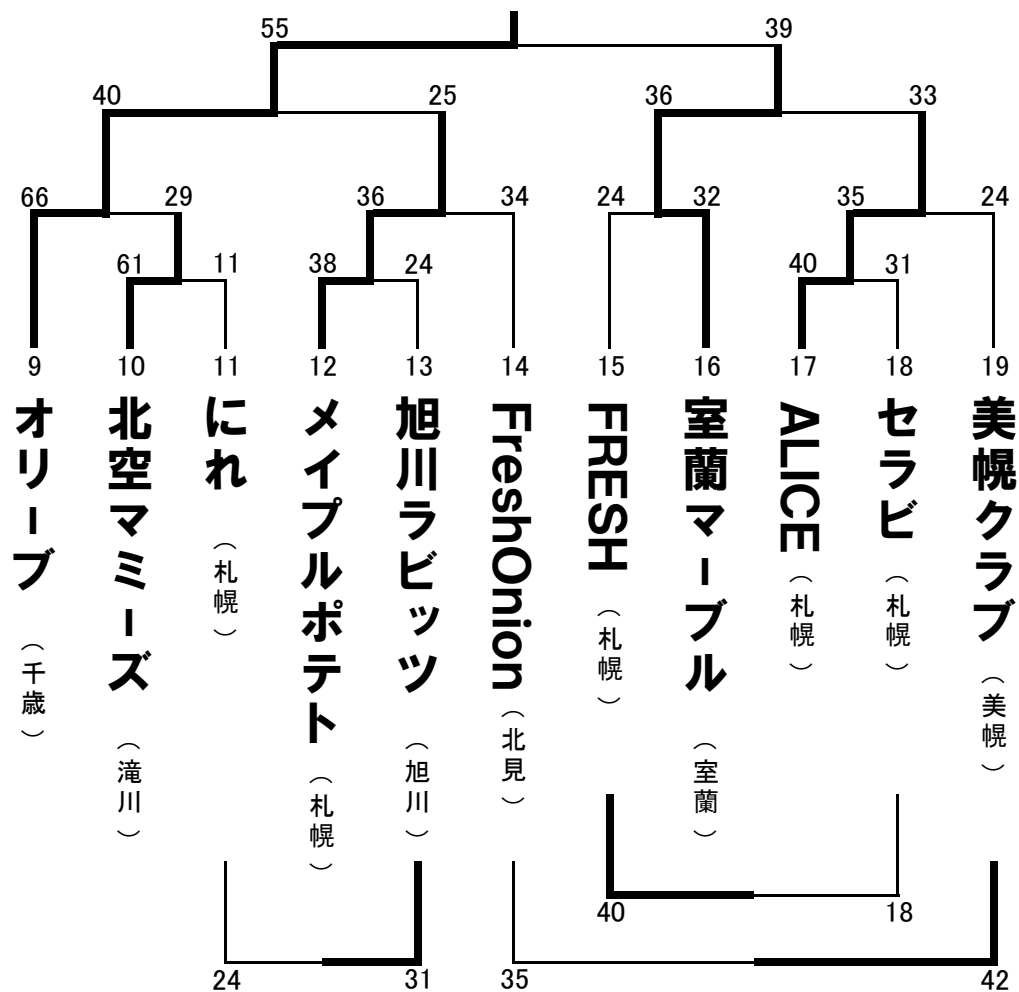 55 39
40 25 36 33
66 29 36 34 24 32 35 24
61 11 38 24 40 31
9 10 11 12 13 14 15 16 17 18 19
オリーブ（千歳）
北空マミーズ（滝川）
にれ（札幌）
メイプルポテト（札幌）
旭川ラビッツ（旭川）
FreshOnion（北見）
FRESH（札幌）
室蘭マーブル（室蘭）
ALICE（札幌）
セラビ（札幌）
美幌クラブ（美幌）
40 18
24 31 35 42